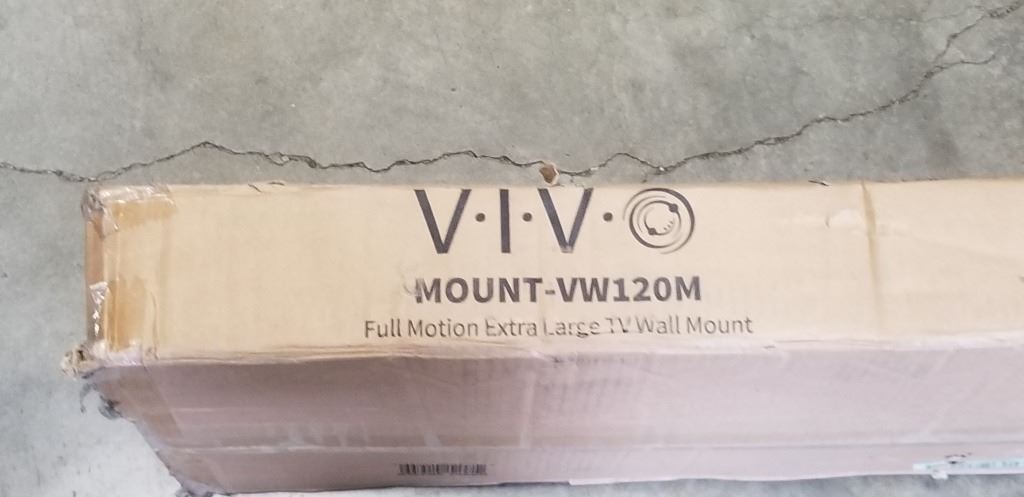 V·I·V·O
MOUNT-VW120M
Full Motion Extra Large TV Wall Mount